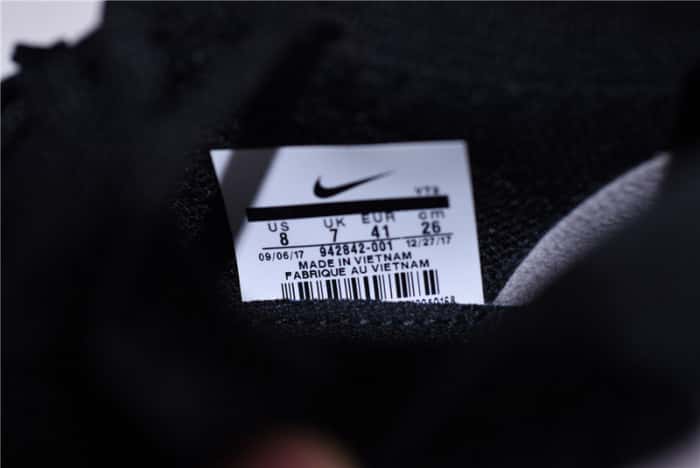 YT3
US UK EUR cm
8 7 41 26
09/06/17 942842-001 12/27/17
MADE IN VIETNAM
FABRIQUE AU VIETNAM